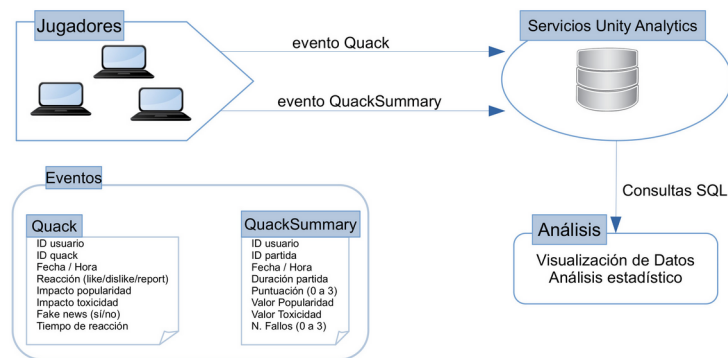 Jugadores
Servicios Unity Analytics
evento Quack
evento QuackSummary
Consultas SQL
Eventos
Quack
ID usuario
ID quack
Fecha / Hora
Reacción (like/dislike/report)
Impacto popularidad
Impacto toxicidad
Fake news (sí/no)
Tiempo de reacción
QuackSummary
ID usuario
ID partida
Fecha / Hora
Duración partida
Puntuación (0 a 3)
Valor Popularidad
Valor Toxicidad
N. Fallos (0 a 3)
Análisis
Visualización de Datos
Análisis estadístico